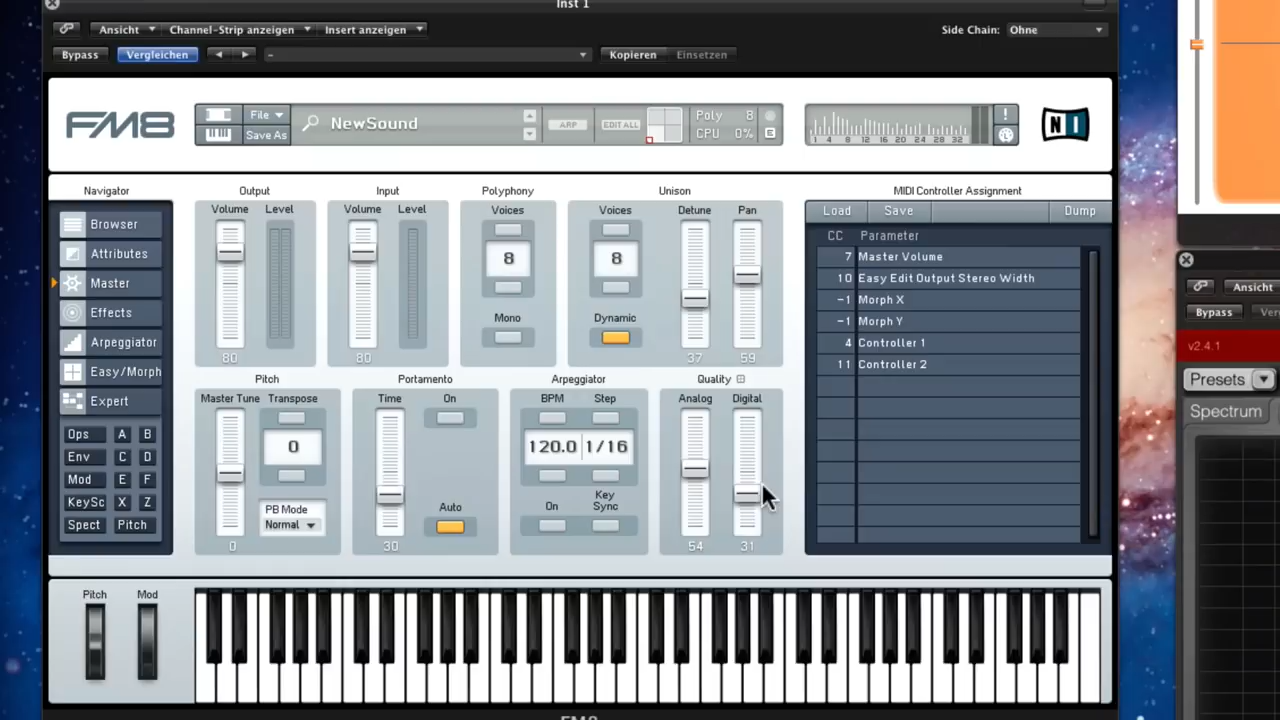 Inst 1
Ansicht Channel-Strip anzeigen Insert anzeigen Side Chain: Ohne
Bypass Vergleichen - Kopieren Einsetzen
FM8 File Save As NewSound ARP EDIT ALL Poly 8 CPU 0% E ! NI
1 4 8 12 16 20 24 28 32
Navigator Output Input Polyphony Unison MIDI Controller Assignment
Volume Level Volume Level Voices Voices Detune Pan Load Save Dump
Browser
Attributes
Master
Effects
Arpeggiator
Easy/Morph
Expert
Ops A B
Env C D
Mod E F
KeySc X Z
Spect Pitch
8 8
Mono Dynamic
80 80 37 59
CC Parameter
7 Master Volume
10 Easy Edit Output Stereo Width
-1 Morph X
-1 Morph Y
4 Controller 1
11 Controller 2
Pitch Portamento Arpeggiator Quality
Master Tune Transpose Time On BPM Step Analog Digital
0 120.0 1/16
PB Mode
Normal
Auto On Key Sync
0 30 54 31
Pitch Mod
FM8
Ansicht
Bypass
v2.4.1
Presets
Spectrum